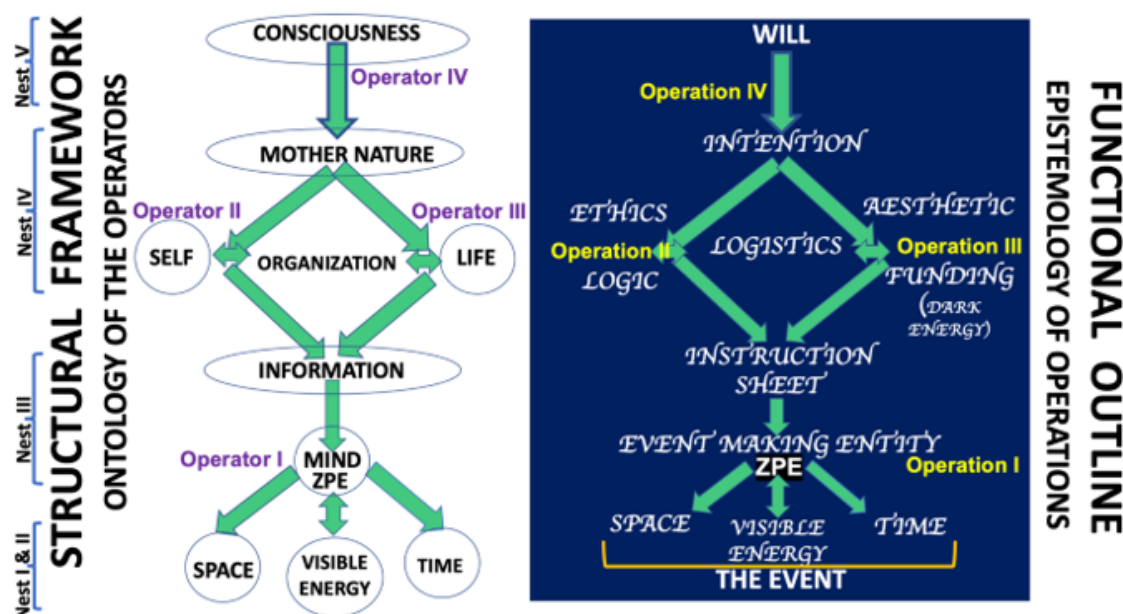 STRUCTURAL FRAMEWORK
ONTOLOGY OF THE OPERATORS
Nest V
Nest IV
Nest III
Nest I & II
CONSCIOUSNESS
Operator IV
MOTHER NATURE
Operator II
Operator III
SELF
ORGANIZATION
LIFE
INFORMATION
Operator I
MIND
ZPE
SPACE
VISIBLE
ENERGY
TIME
WILL
Operation IV
INTENTION
ETHICS
AESTHETIC
Operation II
LOGISTICS
Operation III
LOGIC
FUNDING
(DARK
ENERGY)
INSTRUCTION
SHEET
EVENT MAKING ENTITY
ZPE
Operation I
SPACE
VISIBLE
ENERGY
TIME
THE EVENT
FUNCTIONAL OUTLINE
EPISTEMOLOGY OF OPERATIONS